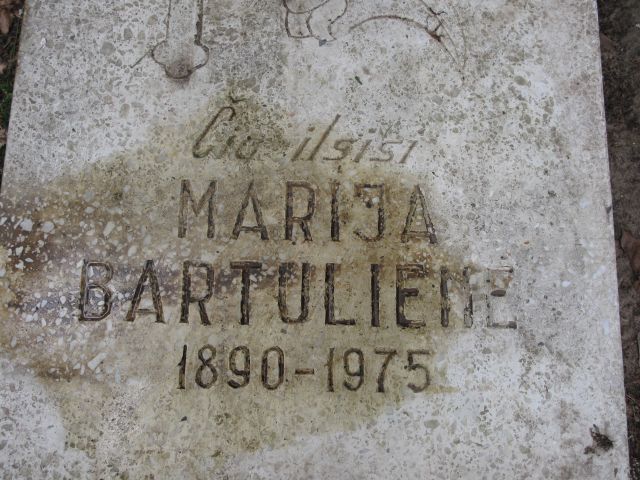 Čia ilsisi
MARIJA
BARTULIENE
1890-1975